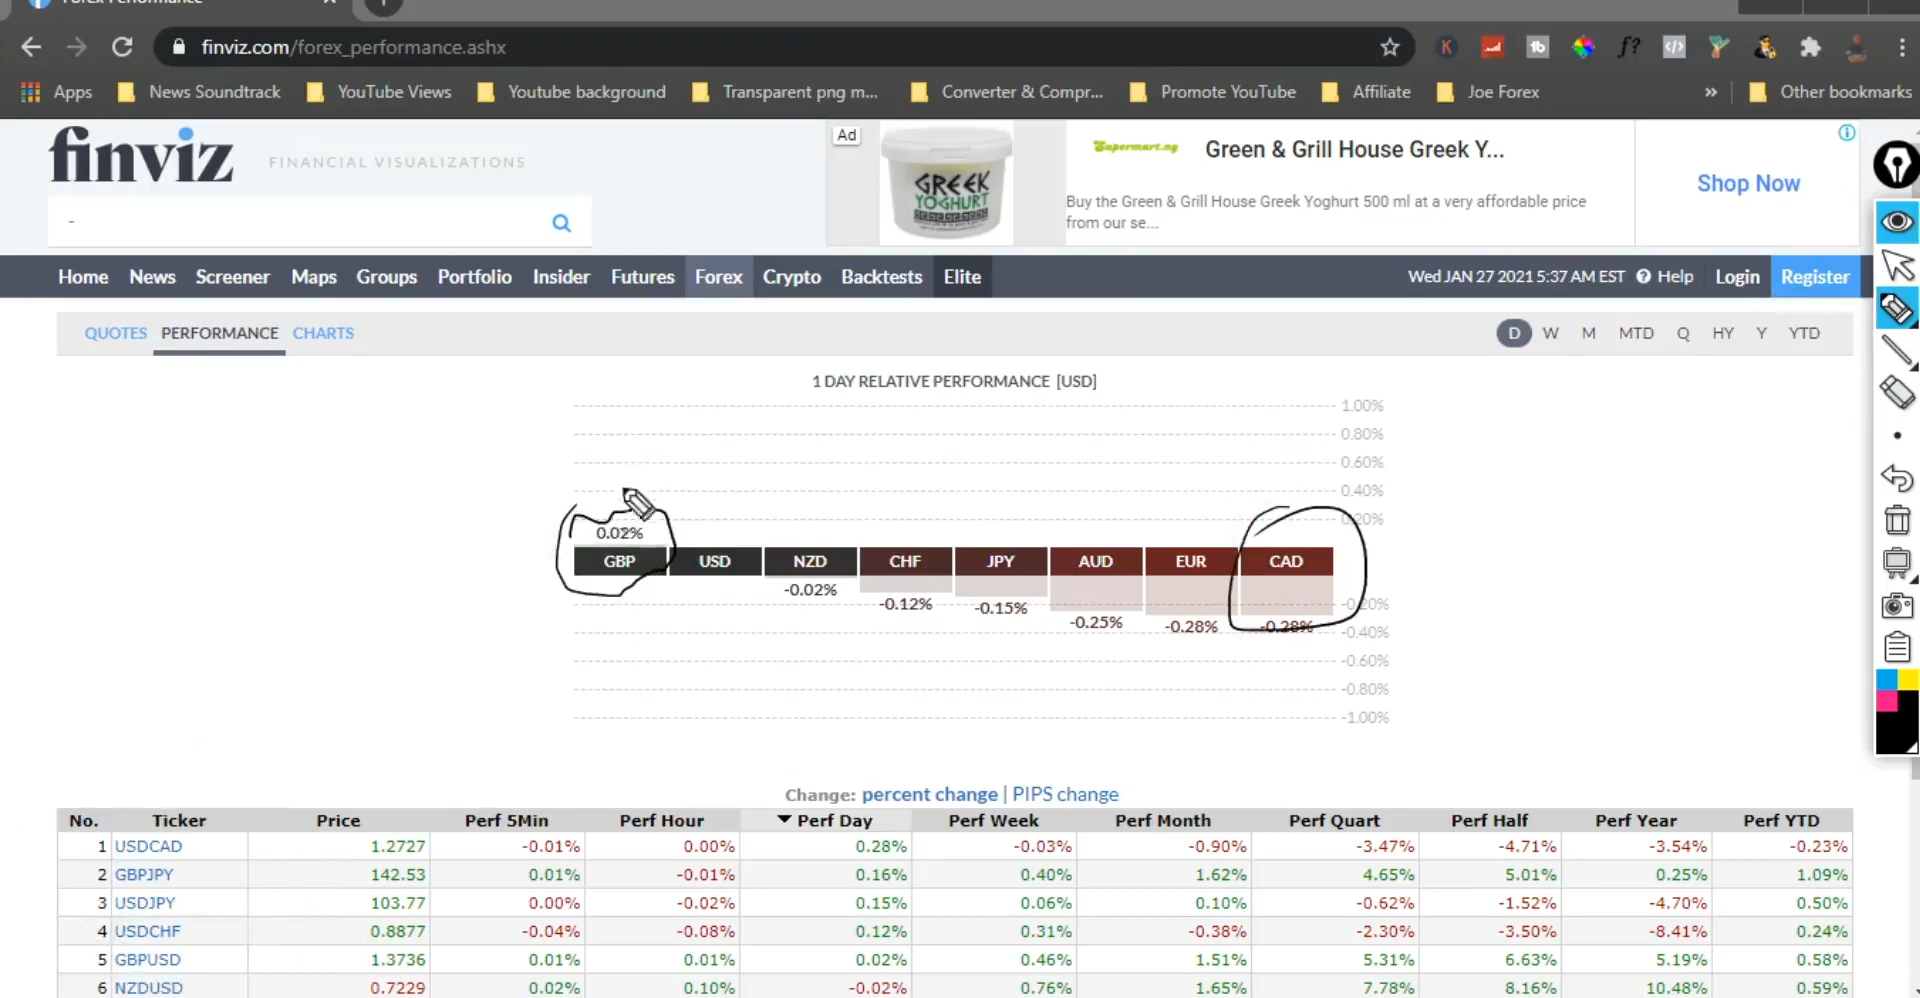 finviz.com/forex_performance.ashx
Apps News Soundtrack YouTube Views Youtube background Transparent png m... Converter & Compr... Promote YouTube Affiliate Joe Forex » Other bookmarks
finviz FINANCIAL VISUALIZATIONS
-
Ad
GREEK YOGHURT
Supermart.ng
Green & Grill House Greek Y...
Buy the Green & Grill House Greek Yoghurt 500 ml at a very affordable price
from our se...
Shop Now
Home News Screener Maps Groups Portfolio Insider Futures Forex Crypto Backtests Elite Wed JAN 27 2021 5:37 AM EST Help Login Register
QUOTES PERFORMANCE CHARTS D W M MTD Q HY Y YTD
1 DAY RELATIVE PERFORMANCE [USD]
1.00%
0.80%
0.60%
0.40%
0.20%
0.02%
GBP USD NZD CHF JPY AUD EUR CAD
-0.02% -0.12% -0.15% -0.25% -0.28% -0.28%
-0.20%
-0.40%
-0.60%
-0.80%
-1.00%
Change: percent change | PIPS change
No. Ticker Price Perf 5Min Perf Hour Perf Day Perf Week Perf Month Perf Quart Perf Half Perf Year Perf YTD
1 USDCAD 1.2727 -0.01% 0.00% 0.28% -0.03% -0.90% -3.47% -4.71% -3.54% -0.23%
2 GBPJPY 142.53 0.01% -0.01% 0.16% 0.40% 1.62% 4.65% 5.01% 0.25% 1.09%
3 USDJPY 103.77 0.00% -0.02% 0.15% 0.06% 0.10% -0.62% -1.52% -4.70% 0.50%
4 USDCHF 0.8877 -0.04% -0.08% 0.12% 0.31% -0.38% -2.30% -3.50% -8.41% 0.24%
5 GBPUSD 1.3736 0.01% 0.01% 0.02% 0.46% 1.51% 5.31% 6.63% 5.19% 0.58%
6 NZDUSD 0.7229 0.02% 0.10% -0.02% 0.76% 1.65% 7.78% 8.16% 10.48% 0.59%